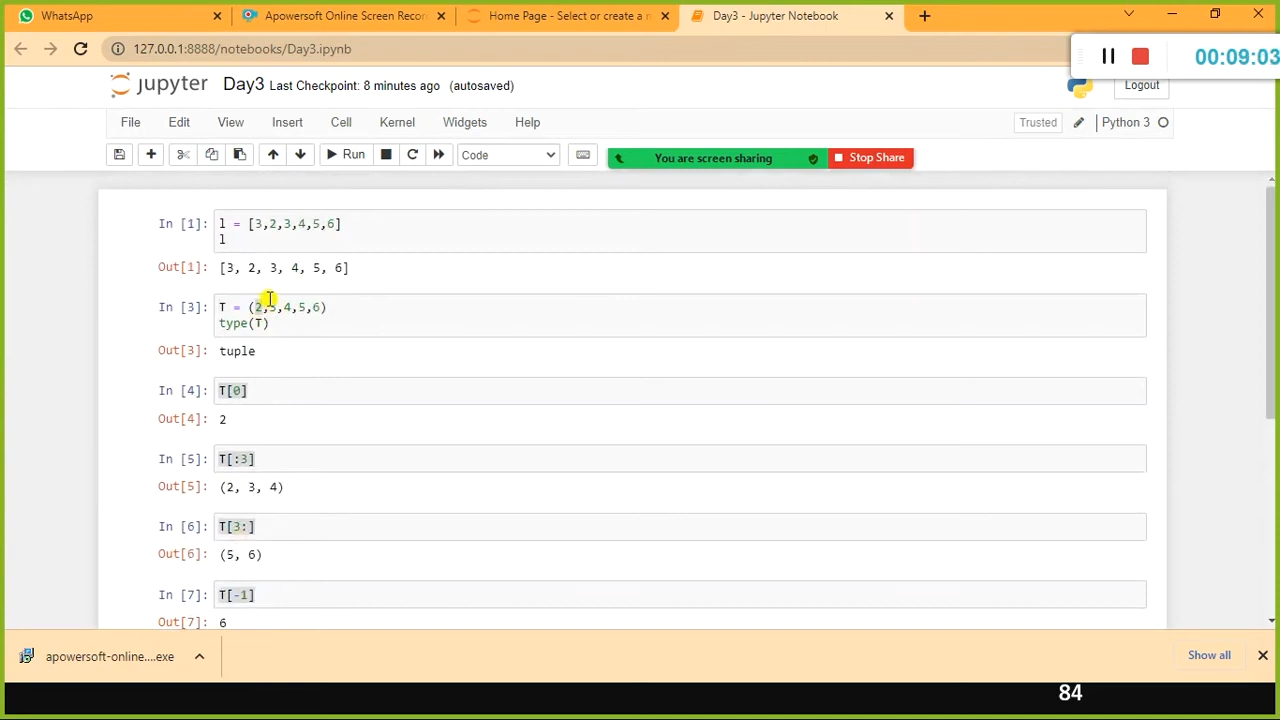 WhatsApp
Apowersoft Online Screen Recor
Home Page - Select or create a n
Day3 - Jupyter Notebook
127.0.0.1:8888/notebooks/Day3.ipynb
00:09:03
jupyter Day3 Last Checkpoint: 8 minutes ago (autosaved)
Logout
File Edit View Insert Cell Kernel Widgets Help
Trusted
Python 3
Run
Code
You are screen sharing
Stop Share
In [1]: l = [3,2,3,4,5,6]
l
Out[1]: [3, 2, 3, 4, 5, 6]
In [3]: T = (2,3,4,5,6)
type(T)
Out[3]: tuple
In [4]: T[0]
Out[4]: 2
In [5]: T[:3]
Out[5]: (2, 3, 4)
In [6]: T[3:]
Out[6]: (5, 6)
In [7]: T[-1]
Out[7]: 6
apowersoft-online....exe
Show all
84